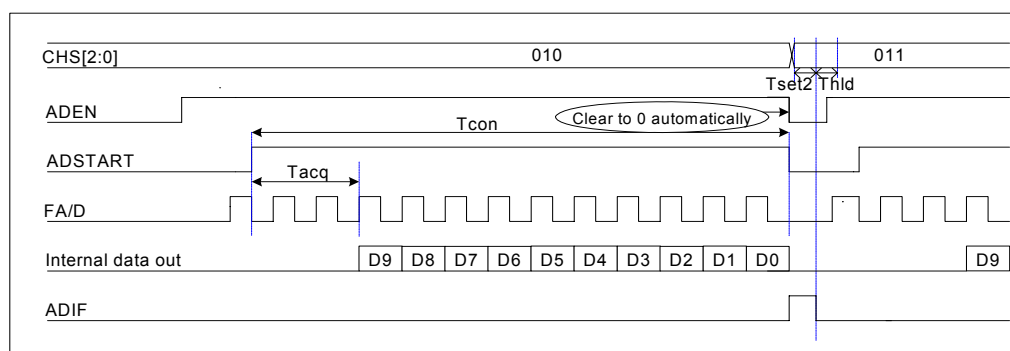 CHS[2:0] 010 011
Tset2 Thld
ADEN Clear to 0 automatically
Tcon
ADSTART
Tacq
FA/D
Internal data out D9 D8 D7 D6 D5 D4 D3 D2 D1 D0 D9
ADIF